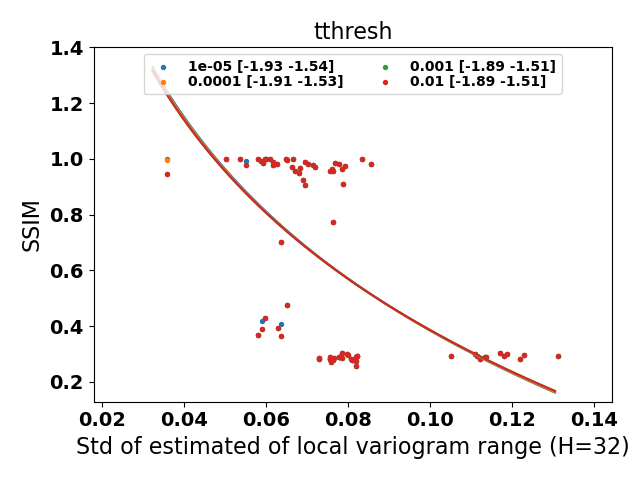 tthresh
1e-05 [-1.93 -1.54]
0.0001 [-1.91 -1.53]
0.001 [-1.89 -1.51]
0.01 [-1.89 -1.51]
1.4
1.2
1.0
0.8
0.6
0.4
0.2
SSIM
0.02 0.04 0.06 0.08 0.10 0.12 0.14
Std of estimated of local variogram range (H=32)